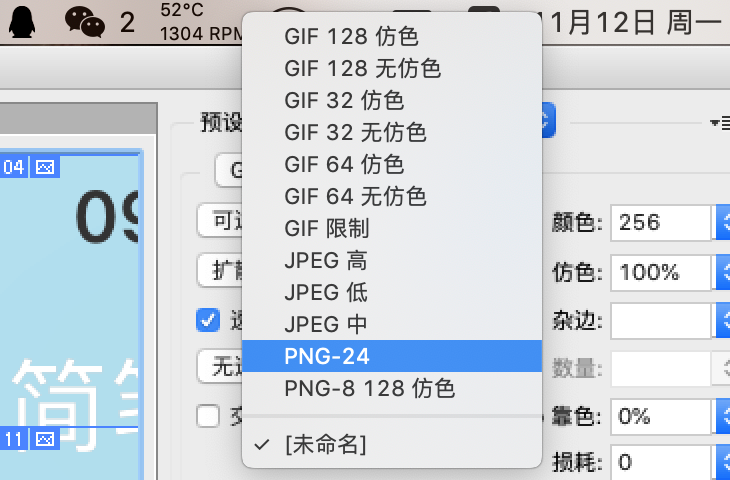 2
52°C
1304 RPM
11月12日 周一
GIF 128 仿色
GIF 128 无仿色
GIF 32 仿色
GIF 32 无仿色
GIF 64 仿色
GIF 64 无仿色
GIF 限制
JPEG 高
JPEG 低
JPEG 中
PNG-24
PNG-8 128 仿色
[未命名]
预设
04
09
G
可
扩
无
交
简
11
颜色: 256
仿色: 100%
杂边:
数量:
靠色: 0%
损耗: 0